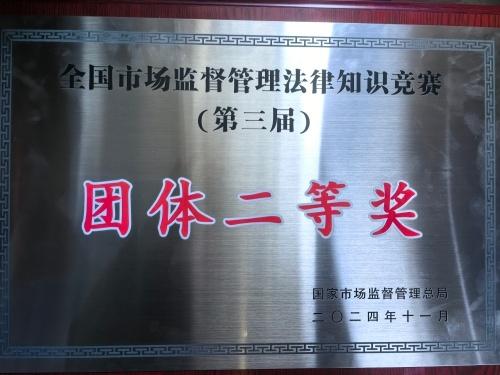 全国市场监督管理法律知识竞赛
(第三届)
团体二等奖
国家市场监督管理总局
二〇二四年十一月